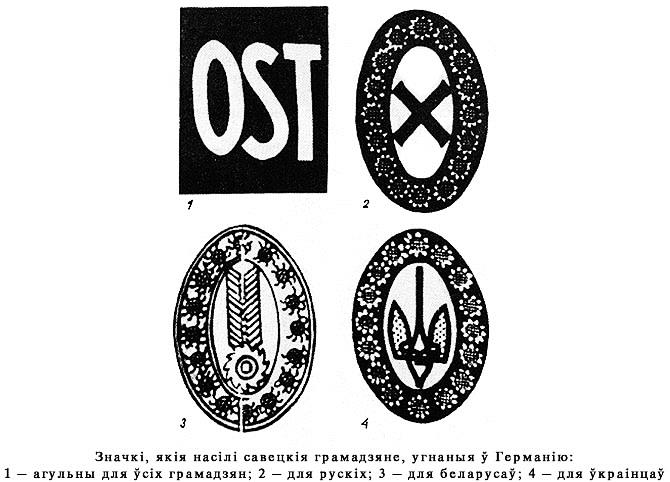 OST
1
2
3
4
Значкі, якія насілі савецкія грамадзяне, угнаныя ў Германію:
1 — агульны для ўсіх грамадзян; 2 — для рускіх; 3 — для беларусаў; 4 — для ўкраінцаў